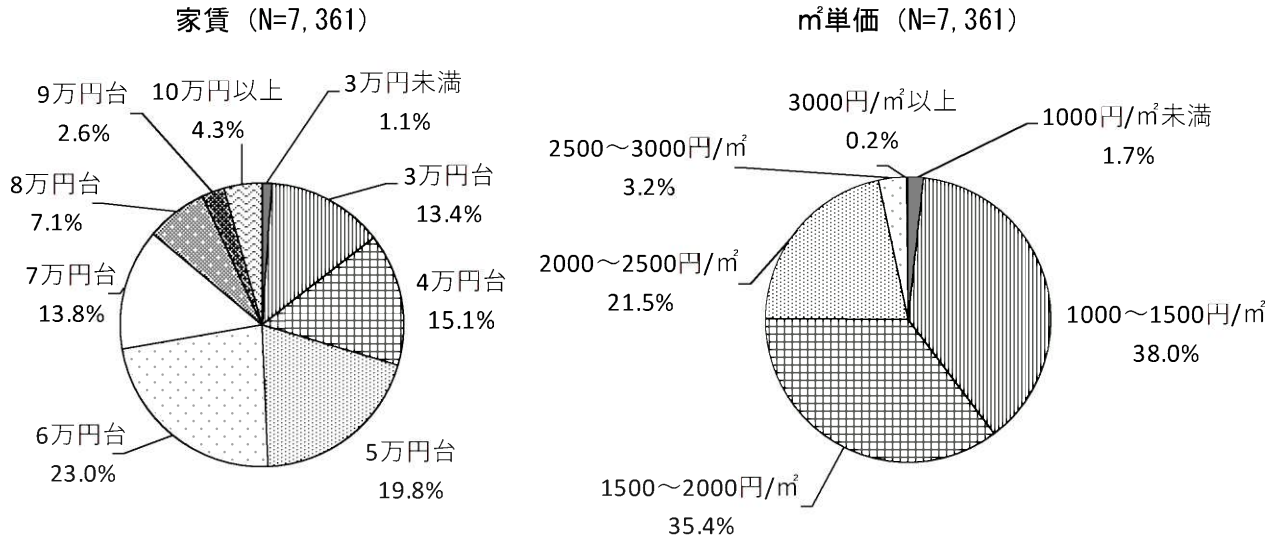 家賃（N=7,361）
3万円未満
1.1%
3万円台
13.4%
4万円台
15.1%
5万円台
19.8%
6万円台
23.0%
7万円台
13.8%
8万円台
7.1%
9万円台
2.6%
10万円以上
4.3%
㎡単価（N=7,361）
1000円/㎡未満
1.7%
1000～1500円/㎡
38.0%
1500～2000円/㎡
35.4%
2000～2500円/㎡
21.5%
2500～3000円/㎡
3.2%
3000円/㎡以上
0.2%